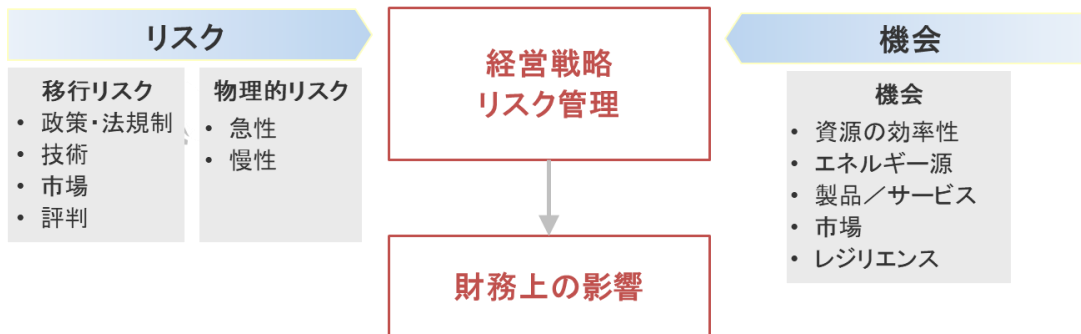 リスク
移行リスク
• 政策・法規制
• 技術
• 市場
• 評判
物理的リスク
• 急性
• 慢性
経営戦略
リスク管理
財務上の影響
機会
機会
• 資源の効率性
• エネルギー源
• 製品／サービス
• 市場
• レジリエンス